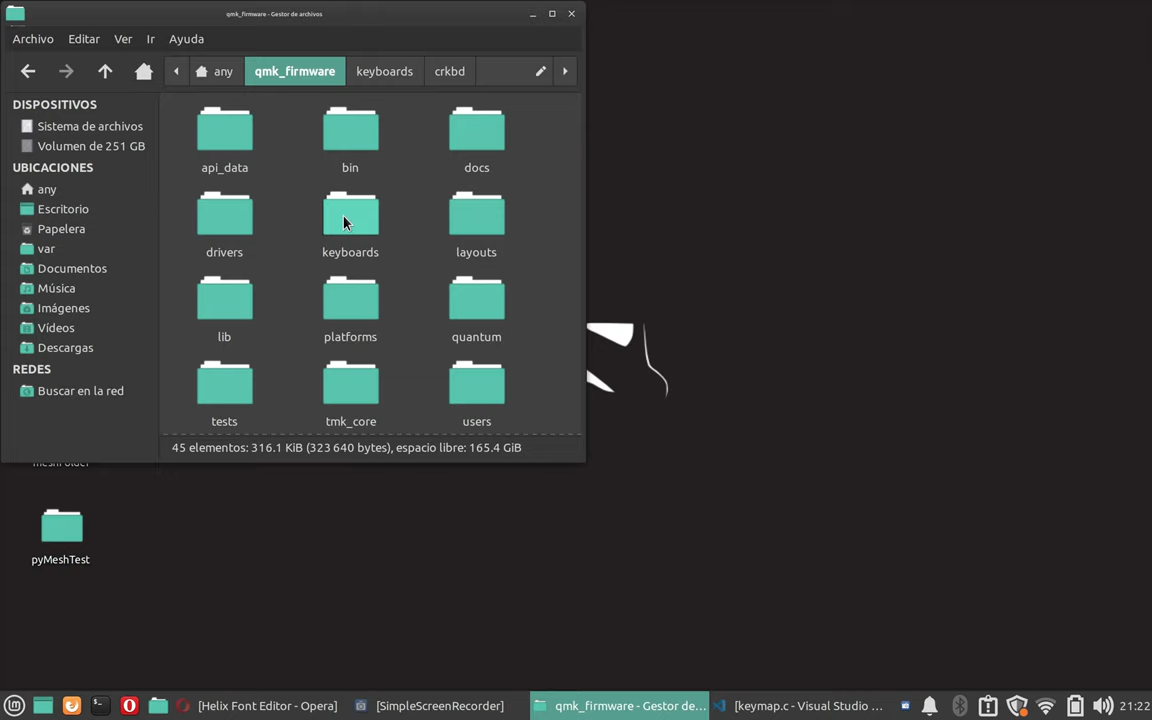 qmk_firmware - Gestor de archivos
Archivo Editar Ver Ir Ayuda
any qmk_firmware keyboards crkbd
DISPOSITIVOS
Sistema de archivos
Volumen de 251 GB
UBICACIONES
any
Escritorio
Papelera
var
Documentos
Música
Imágenes
Vídeos
Descargas
REDES
Buscar en la red
api_data bin docs
drivers keyboards layouts
lib platforms quantum
tests tmk_core users
45 elementos: 316.1 KiB (323 640 bytes), espacio libre: 165.4 GiB
pyMeshTest
[Helix Font Editor - Opera] [SimpleScreenRecorder] qmk_firmware - Gestor de... [keymap.c - Visual Studio ... 21:22